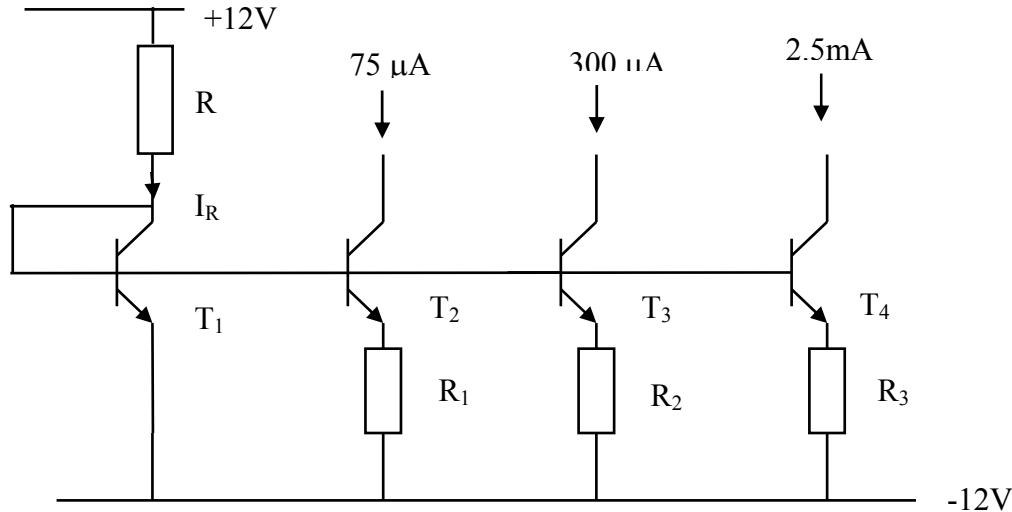 +12V
75 μA
300 μA
2.5mA
R
I_R
T₁
T₂
T₃
T₄
R₁
R₂
R₃
-12V